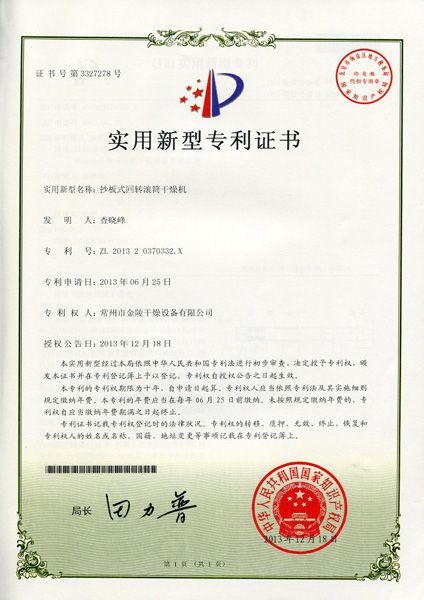 证书号第3327278号
印花税
代扣专用章
实用新型专利证书
实用新型名称：抄板式回转滚筒干燥机
发明人：查晓峰
专利号：ZL 2013 2 0370332.X
专利申请日：2013年06月25日
专利权人：常州市金陵干燥设备有限公司
授权公告日：2013年12月18日
本实用新型经过本局依照中华人民共和国专利法进行初步审查，决定授予专利权，颁
发本证书并在专利登记簿上予以登记。专利权自授权公告之日起生效。
本专利的专利权期限为十年，自申请日起算。专利权人应当依照专利法及其实施细则
规定缴纳年费。本专利的年费应当在每年06月25日前缴纳。未按照规定缴纳年费的，专利
权自应当缴纳年费期满之日起终止。
专利证书记载专利权登记时的法律状况。专利权的转移、质押、无效、终止、恢复和
专利权人的姓名或名称、国籍、地址变更等事项记载在专利登记簿上。
局长 田力普
中华人民共和国国家知识产权局
2013年12月18日
第1页（共1页）